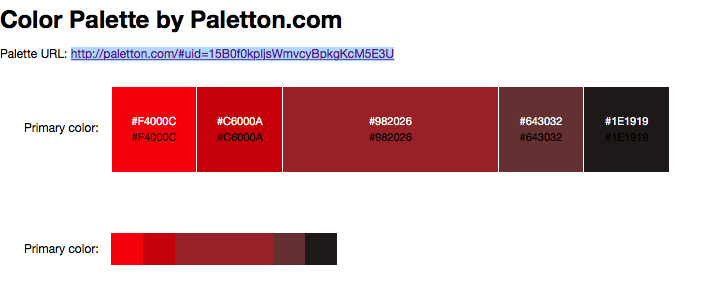 Color Palette by Paletton.com
Palette URL: http://paletton.com/#uid=15B0f0kpljsWmvcyBpkgKcM5E3U
Primary color:
#F4000C #C6000A #982026 #643032 #1E1919
#F4000C #C6000A #982026 #643032 #1E1919
Primary color: